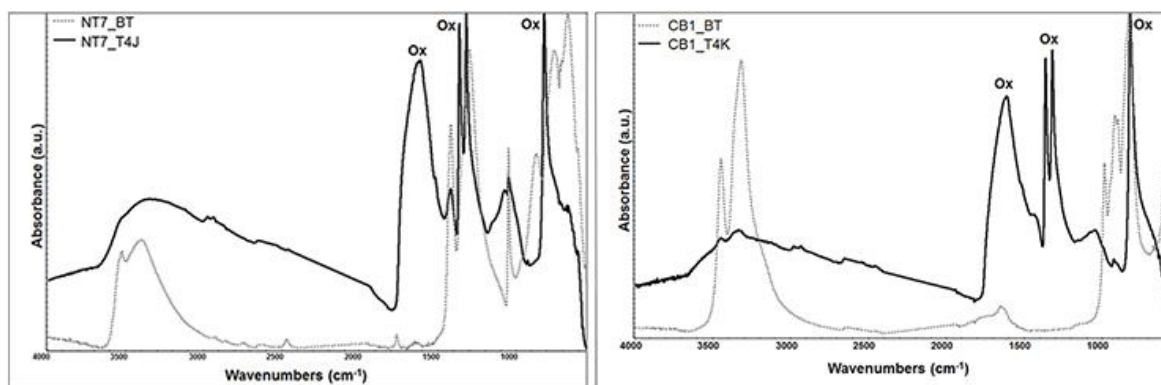 NT7_BT
NT7_T4J
Ox
Ox
Ox
Absorbance (a.u.)
4000 3500 3000 2500 2000 1500 1000
Wavenumbers (cm-1)
CB1_BT
CB1_T4K
Ox
Ox
Ox
Absorbance (a.u.)
4000 3500 3000 2500 2000 1500 1000
Wavenumbers (cm-1)